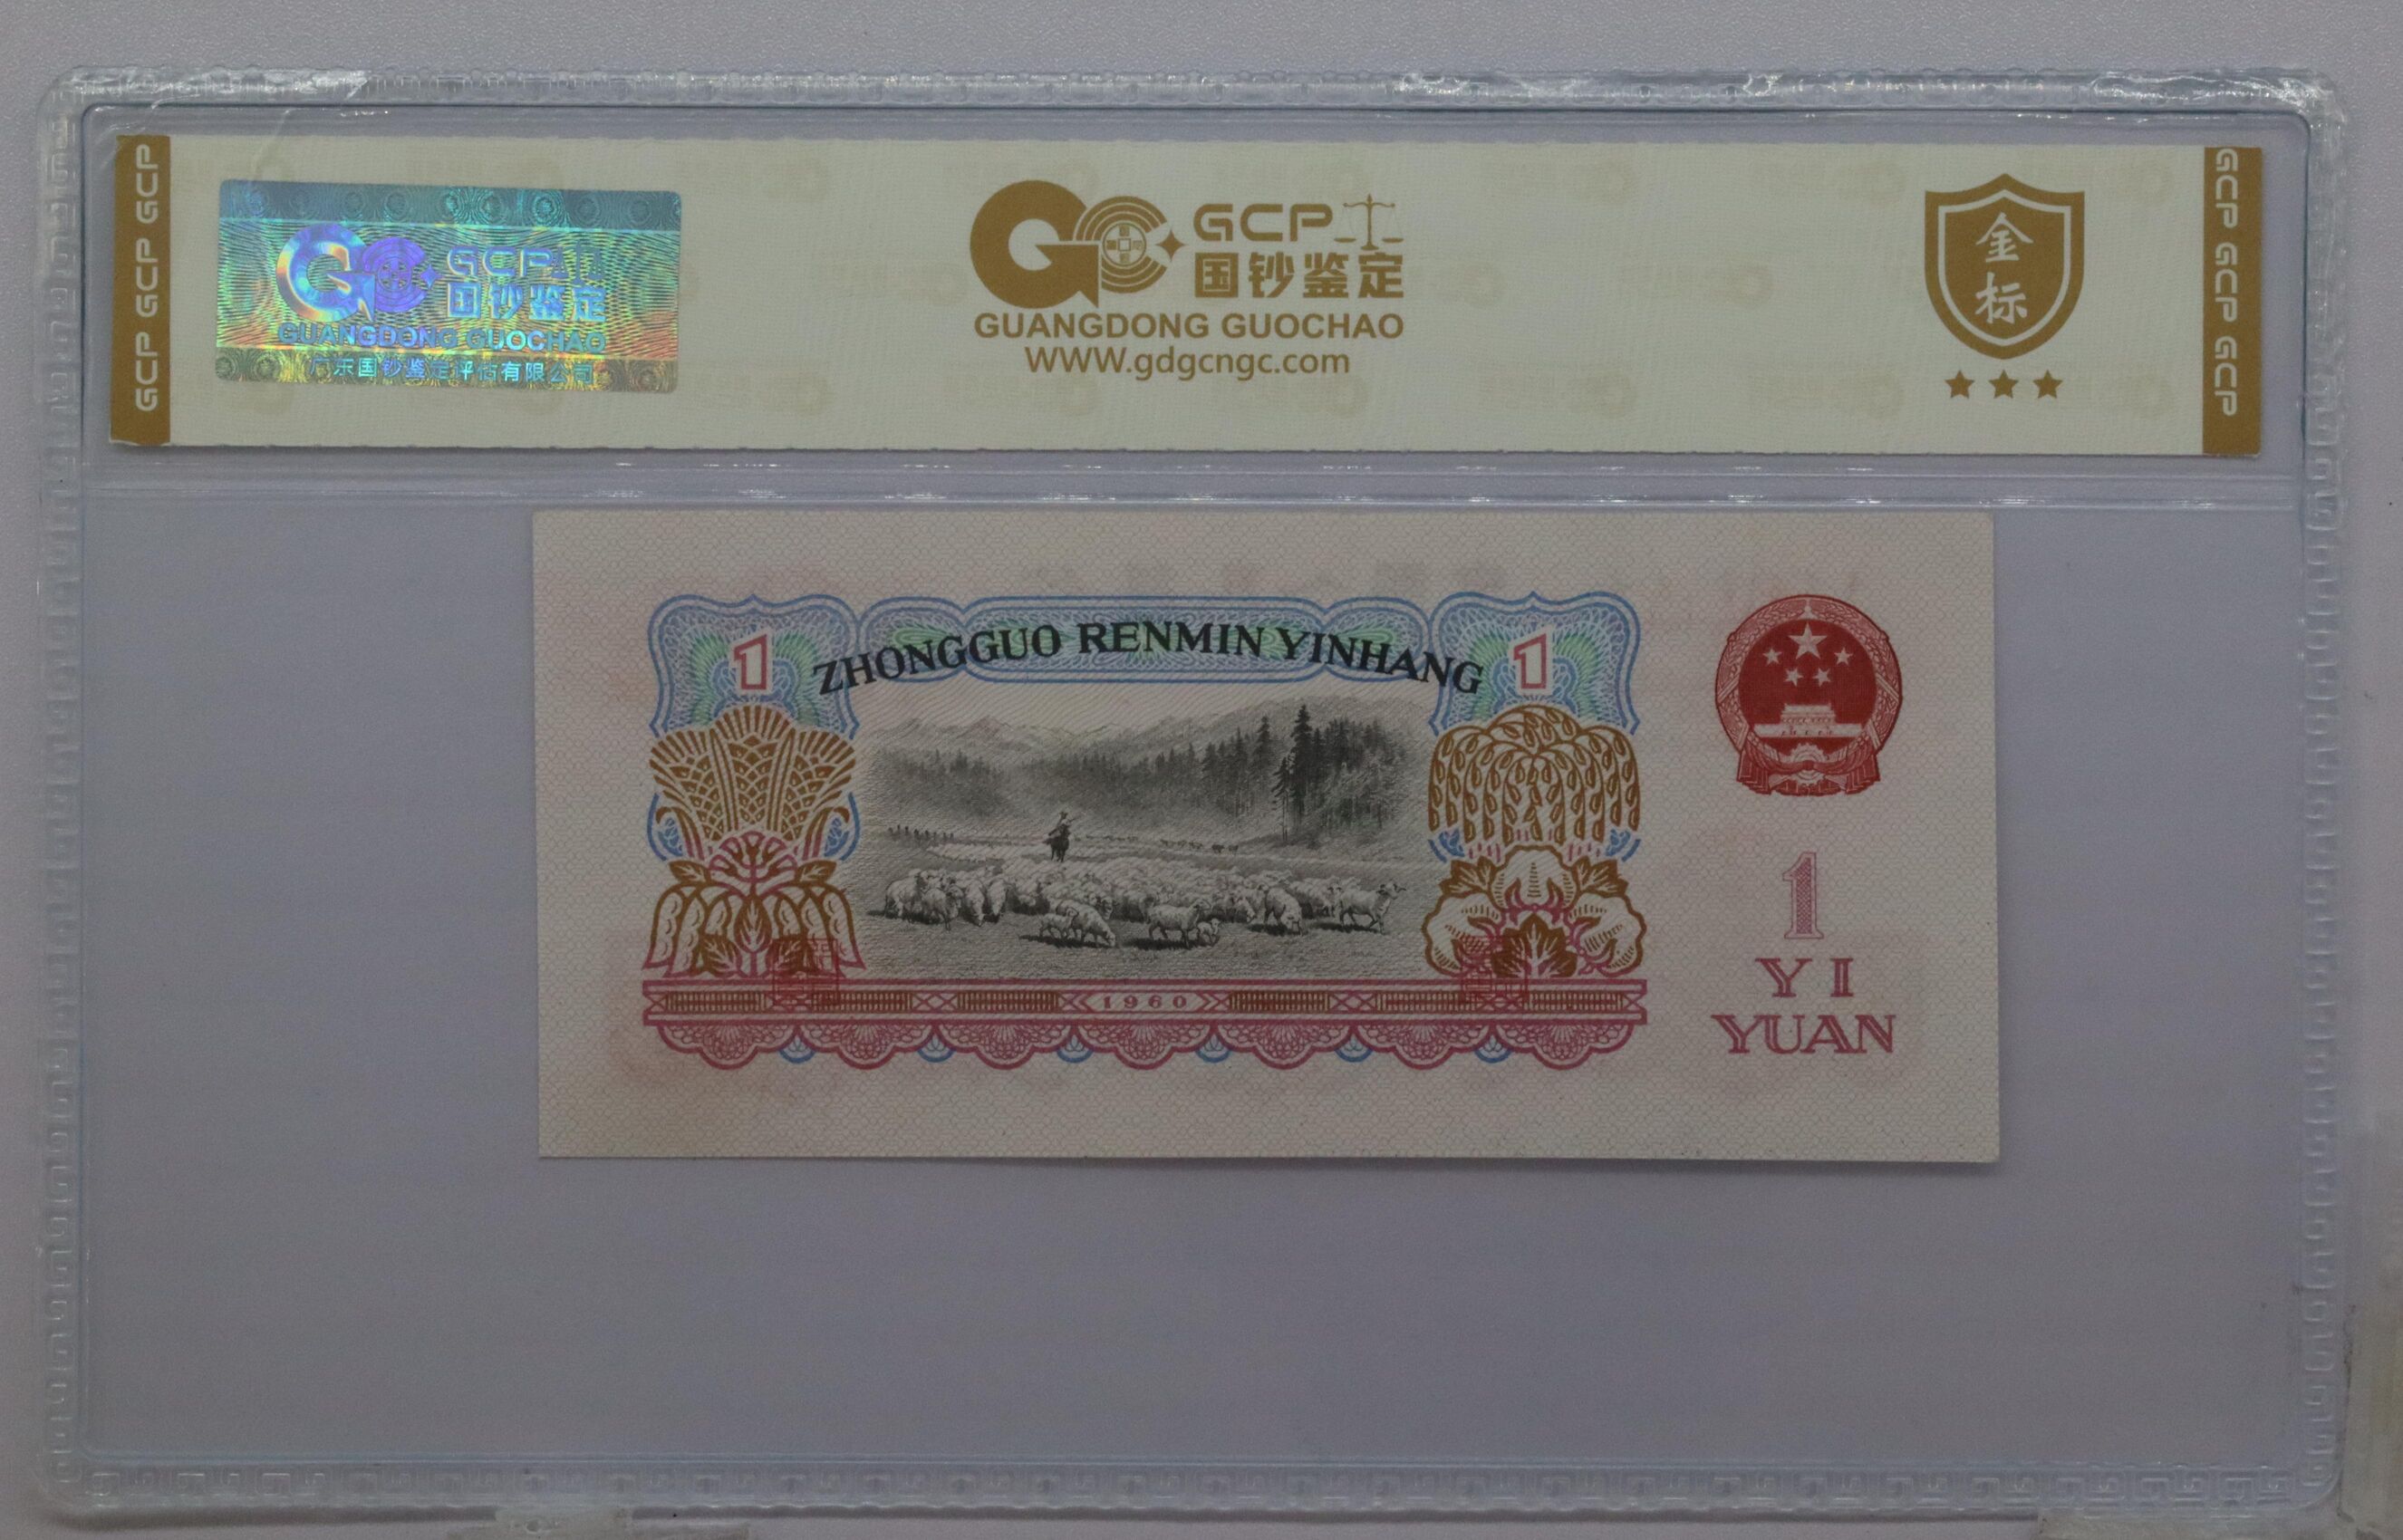 GCP GCP GCP
GCP
国钞鉴定
GUANGDONG GUOCHAO
广东国钞鉴定评估有限公司
GCP
国钞鉴定
GUANGDONG GUOCHAO
WWW.gdgcngc.com
金
标
GCP GCP GCP
ZHONGGUO RENMIN YINHANG
1
1
1
YI
YUAN
1960